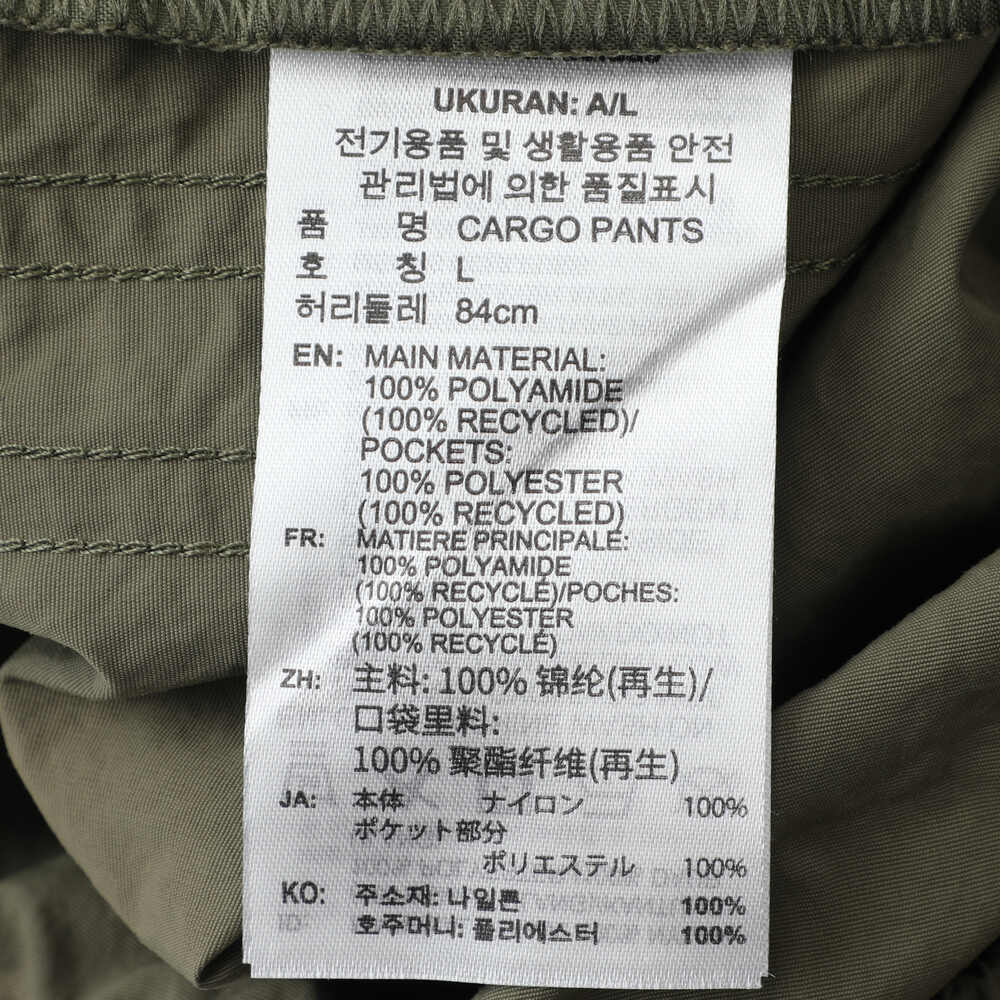 UKURAN: A/L
전기용품 및 생활용품 안전
관리법에 의한 품질표시
품 명 CARGO PANTS
호 칭 L
허리둘레 84cm
EN: MAIN MATERIAL:
100% POLYAMIDE
(100% RECYCLED)/
POCKETS:
100% POLYESTER
(100% RECYCLED)
FR: MATIERE PRINCIPALE:
100% POLYAMIDE
(100% RECYCLÉ)/POCHES:
100% POLYESTER
(100% RECYCLÉ)
ZH: 主料: 100% 锦纶(再生)/
口袋里料:
100% 聚酯纤维(再生)
JA: 本体 ナイロン 100%
ポケット部分
ポリエステル 100%
KO: 주소재: 나일론 100%
호주머니: 폴리에스터 100%